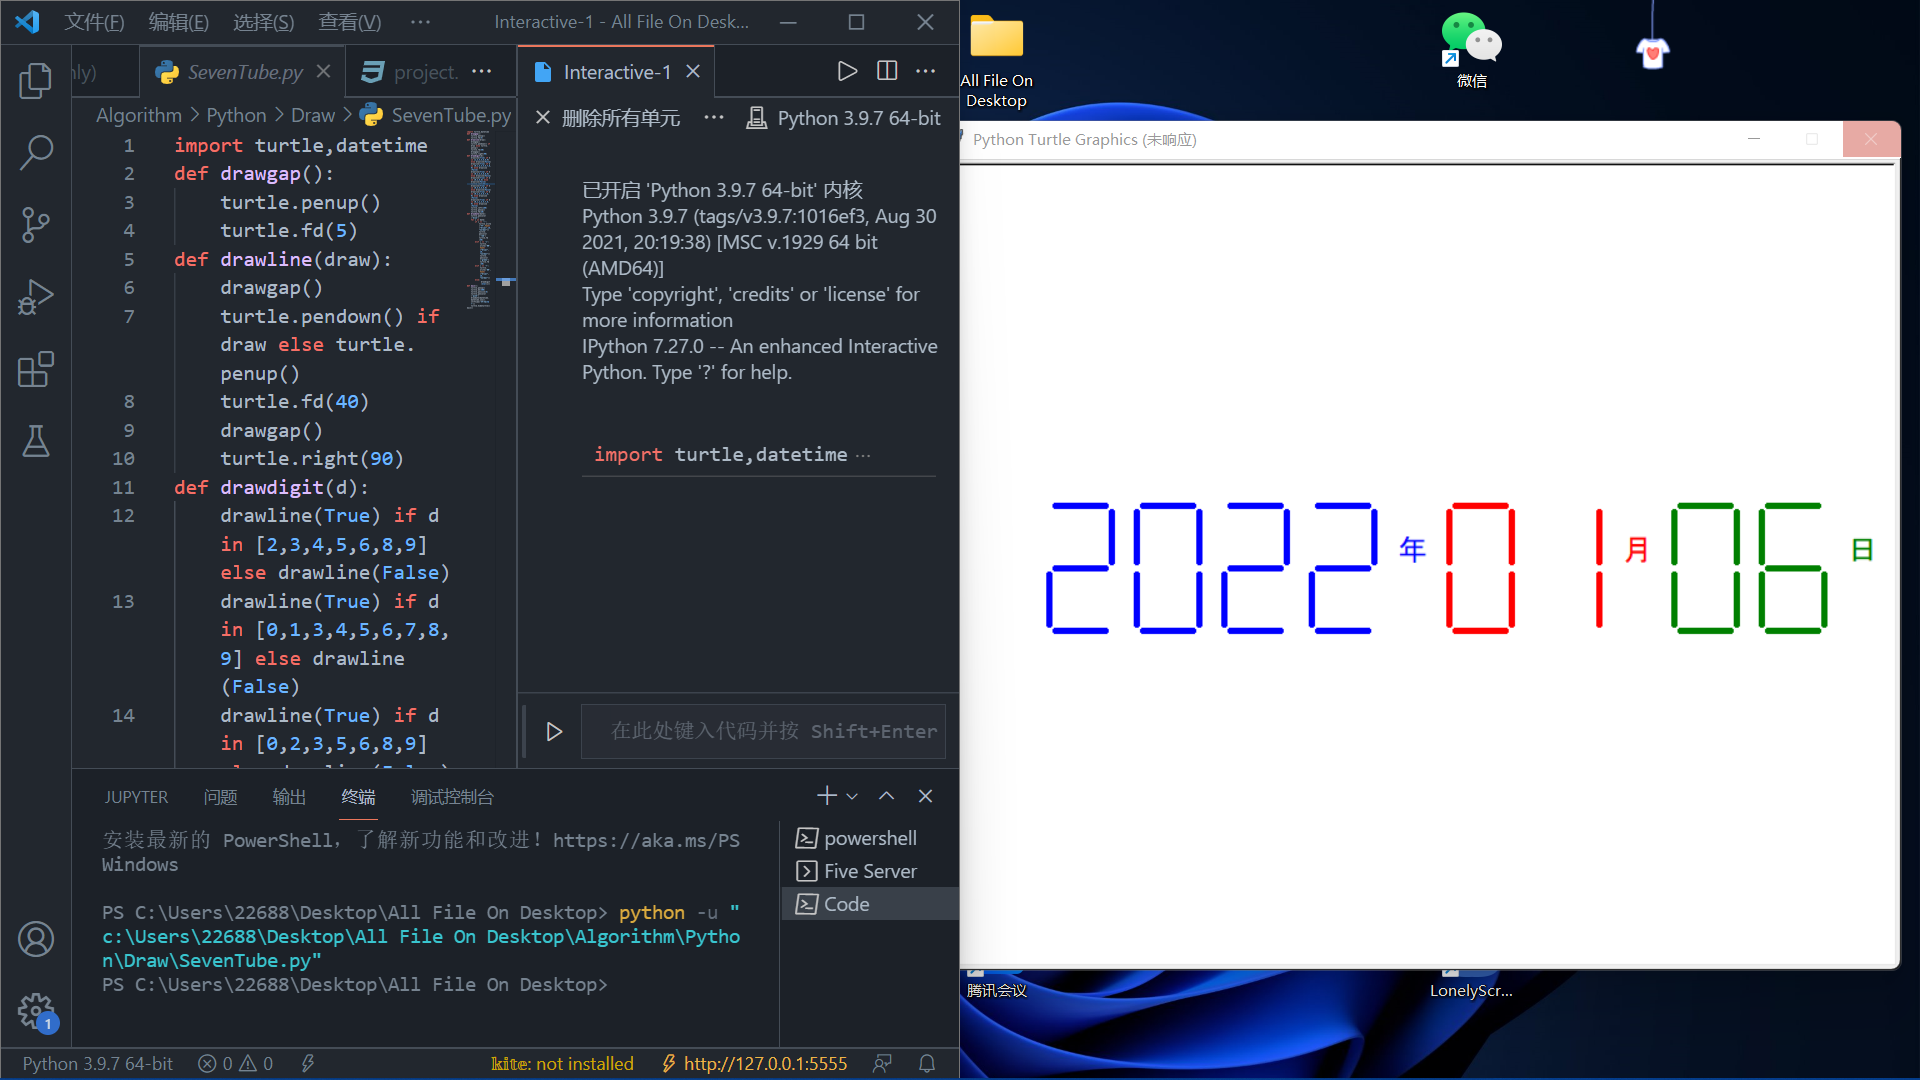 文件(F) 编辑(E) 选择(S) 查看(V) ··· Interactive-1 - All File On Desk...
nly) SevenTube.py project. ···
Interactive-1 ···
Algorithm > Python > Draw > SevenTube.py
删除所有单元 ··· Python 3.9.7 64-bit
1 import turtle,datetime
2 def drawgap():
3 turtle.penup()
4 turtle.fd(5)
5 def drawline(draw):
6 drawgap()
7 turtle.pendown() if
draw else turtle.
penup()
8 turtle.fd(40)
9 drawgap()
10 turtle.right(90)
11 def drawdigit(d):
12 drawline(True) if d
in [2,3,4,5,6,8,9]
else drawline(False)
13 drawline(True) if d
in [0,1,3,4,5,6,7,8,
9] else drawline
(False)
14 drawline(True) if d
in [0,2,3,5,6,8,9]
已开启 'Python 3.9.7 64-bit' 内核
Python 3.9.7 (tags/v3.9.7:1016ef3, Aug 30
2021, 20:19:38) [MSC v.1929 64 bit
(AMD64)]
Type 'copyright', 'credits' or 'license' for
more information
IPython 7.27.0 -- An enhanced Interactive
Python. Type '?' for help.
import turtle,datetime ···
在此处键入代码并按 Shift+Enter
JUPYTER 问题 输出 终端 调试控制台
安装最新的 PowerShell，了解新功能和改进！https://aka.ms/PS
Windows
PS C:\Users\22688\Desktop\All File On Desktop> python -u "
c:\Users\22688\Desktop\All File On Desktop\Algorithm\Pytho
n\Draw\SevenTube.py"
PS C:\Users\22688\Desktop\All File On Desktop>
powershell
Five Server
Code
1
Python 3.9.7 64-bit 0 0 kite: not installed http://127.0.0.1:5555
All File On
Desktop
微信
Python Turtle Graphics (未响应)
2022年01月06日
腾讯会议
LonelyScr...